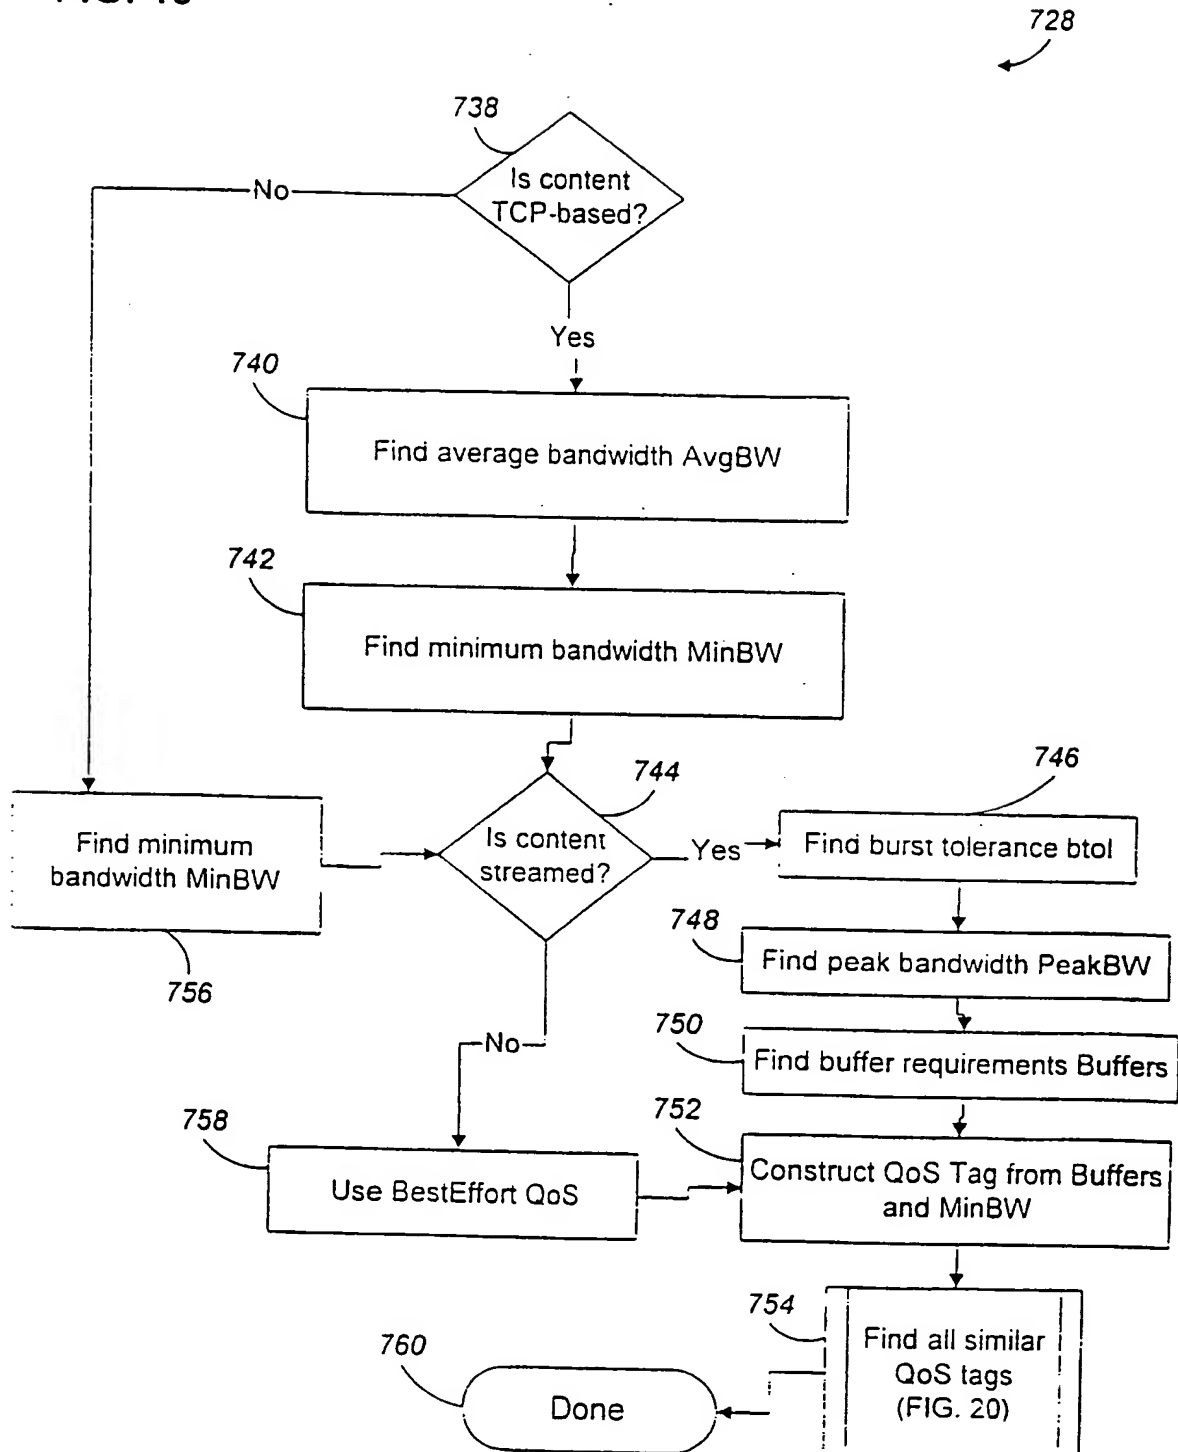 728
738
Is content
TCP-based?
No
Yes
740
Find average bandwidth AvgBW
742
Find minimum bandwidth MinBW
744
746
Is content
streamed?
Yes
Find burst tolerance btol
Find minimum
bandwidth MinBW
756
748
Find peak bandwidth PeakBW
No
750
Find buffer requirements Buffers
758
752
Use BestEffort QoS
Construct QoS Tag from Buffers
and MinBW
754
Find all similar
QoS tags
(FIG. 20)
760
Done